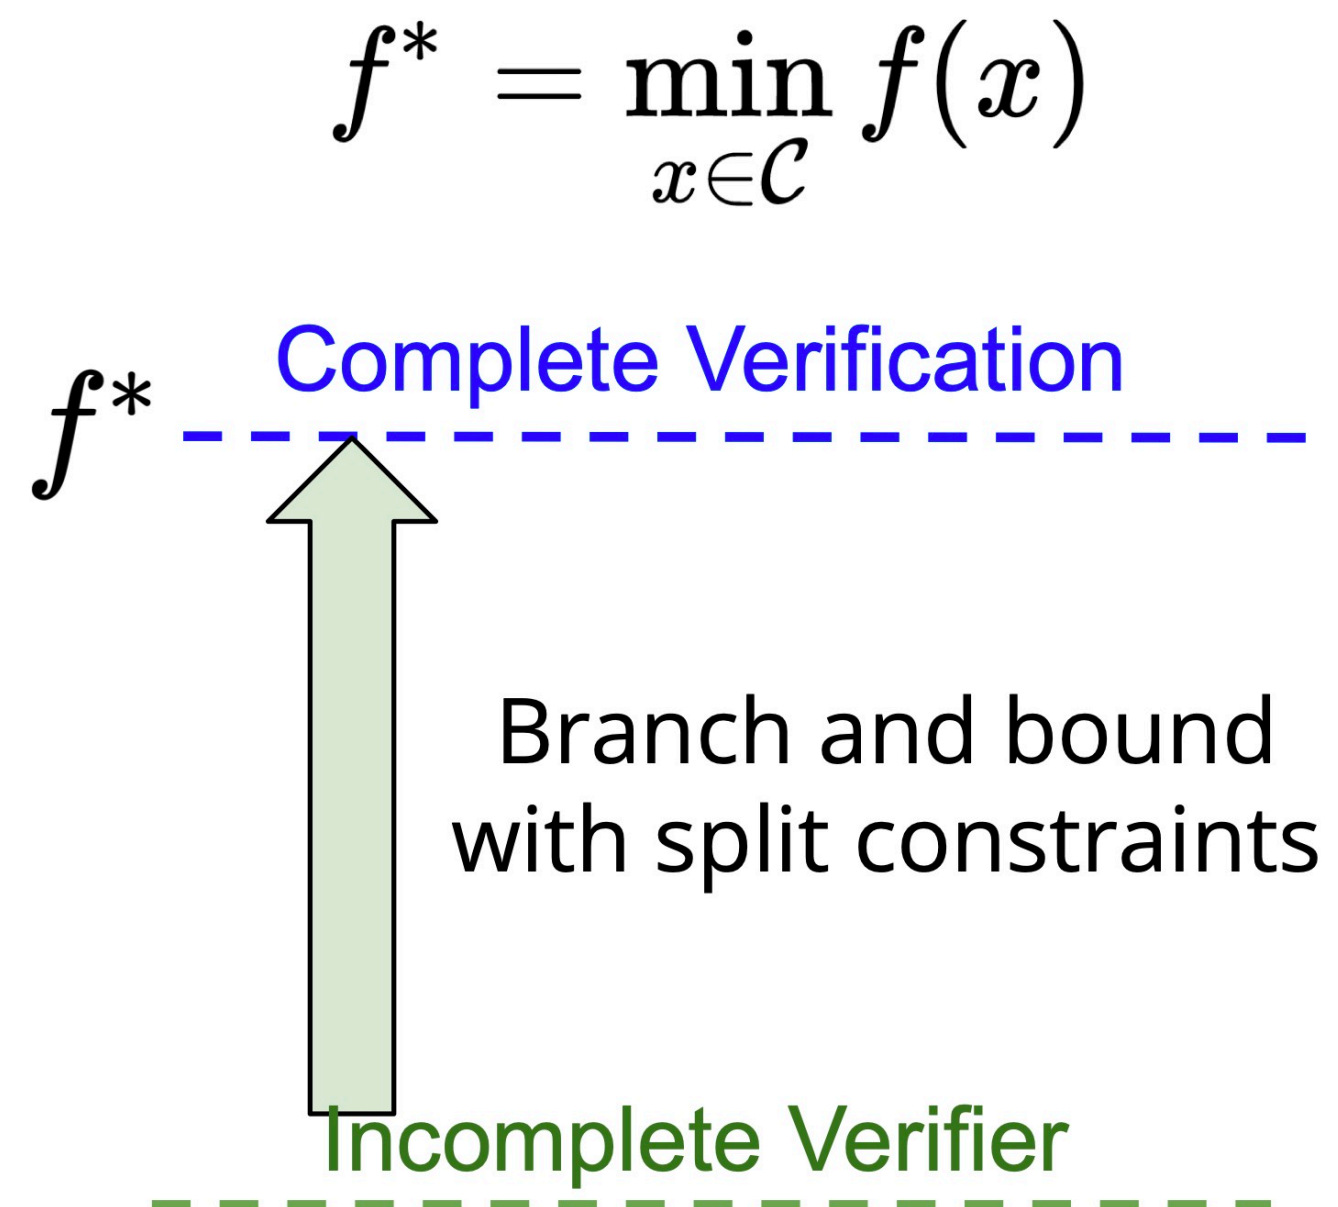 f* = min f(x)
x∈𝒞
Complete Verification
f*
Branch and bound
with split constraints
Incomplete Verifier